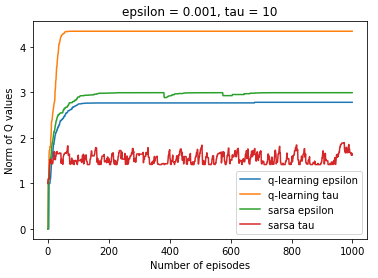 epsilon = 0.001, tau = 10
Norm of Q values
4
3
2
1
0
0 200 400 600 800 1000
Number of episodes
q-learning epsilon
q-learning tau
sarsa epsilon
sarsa tau